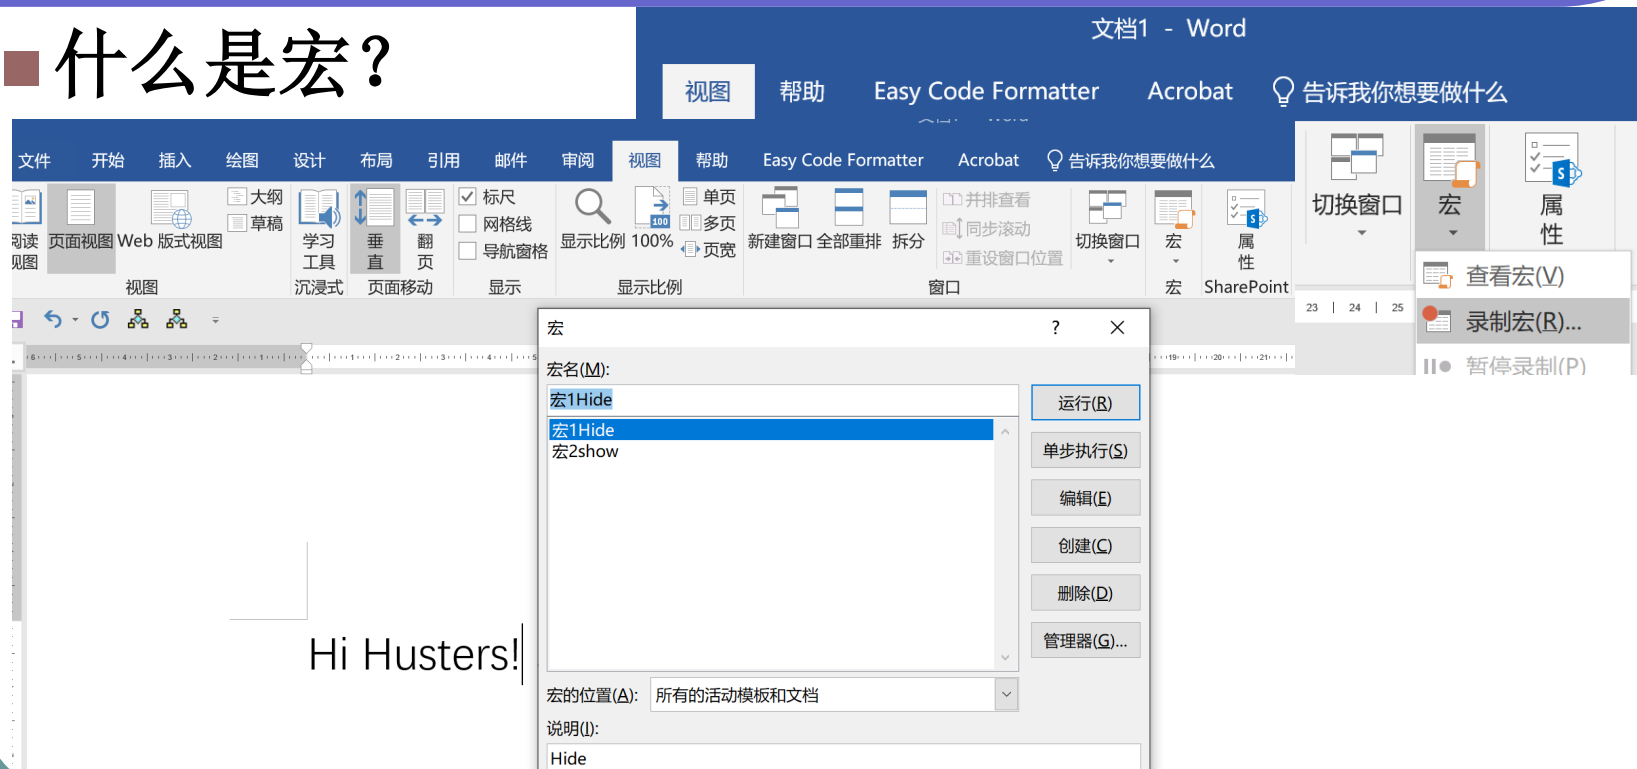 什么是宏？
文档1 - Word
视图 帮助 Easy Code Formatter Acrobat 告诉我你想要做什么
文件 开始 插入 绘图 设计 布局 引用 邮件 审阅 视图 帮助 Easy Code Formatter Acrobat 告诉我你想要做什么
阅读视图
页面视图
Web 版式视图
大纲
草稿
视图
学习工具
沉浸式
垂直
翻页
页面移动
标尺
网格线
导航窗格
显示
显示比例
100
100%
单页
多页
页宽
显示比例
新建窗口
全部重排
拆分
并排查看
同步滚动
重设窗口位置
切换窗口
窗口
宏
宏
属性
SharePoint
切换窗口
宏
属性
查看宏(V)
录制宏(R)...
暂停录制(P)
23 | 24 | 25
宏 ?
宏名(M):
宏1Hide
宏1Hide
宏2show
运行(R)
单步执行(S)
编辑(E)
创建(C)
删除(D)
管理器(G)...
宏的位置(A): 所有的活动模板和文档
说明(I):
Hide
Hi Husters!